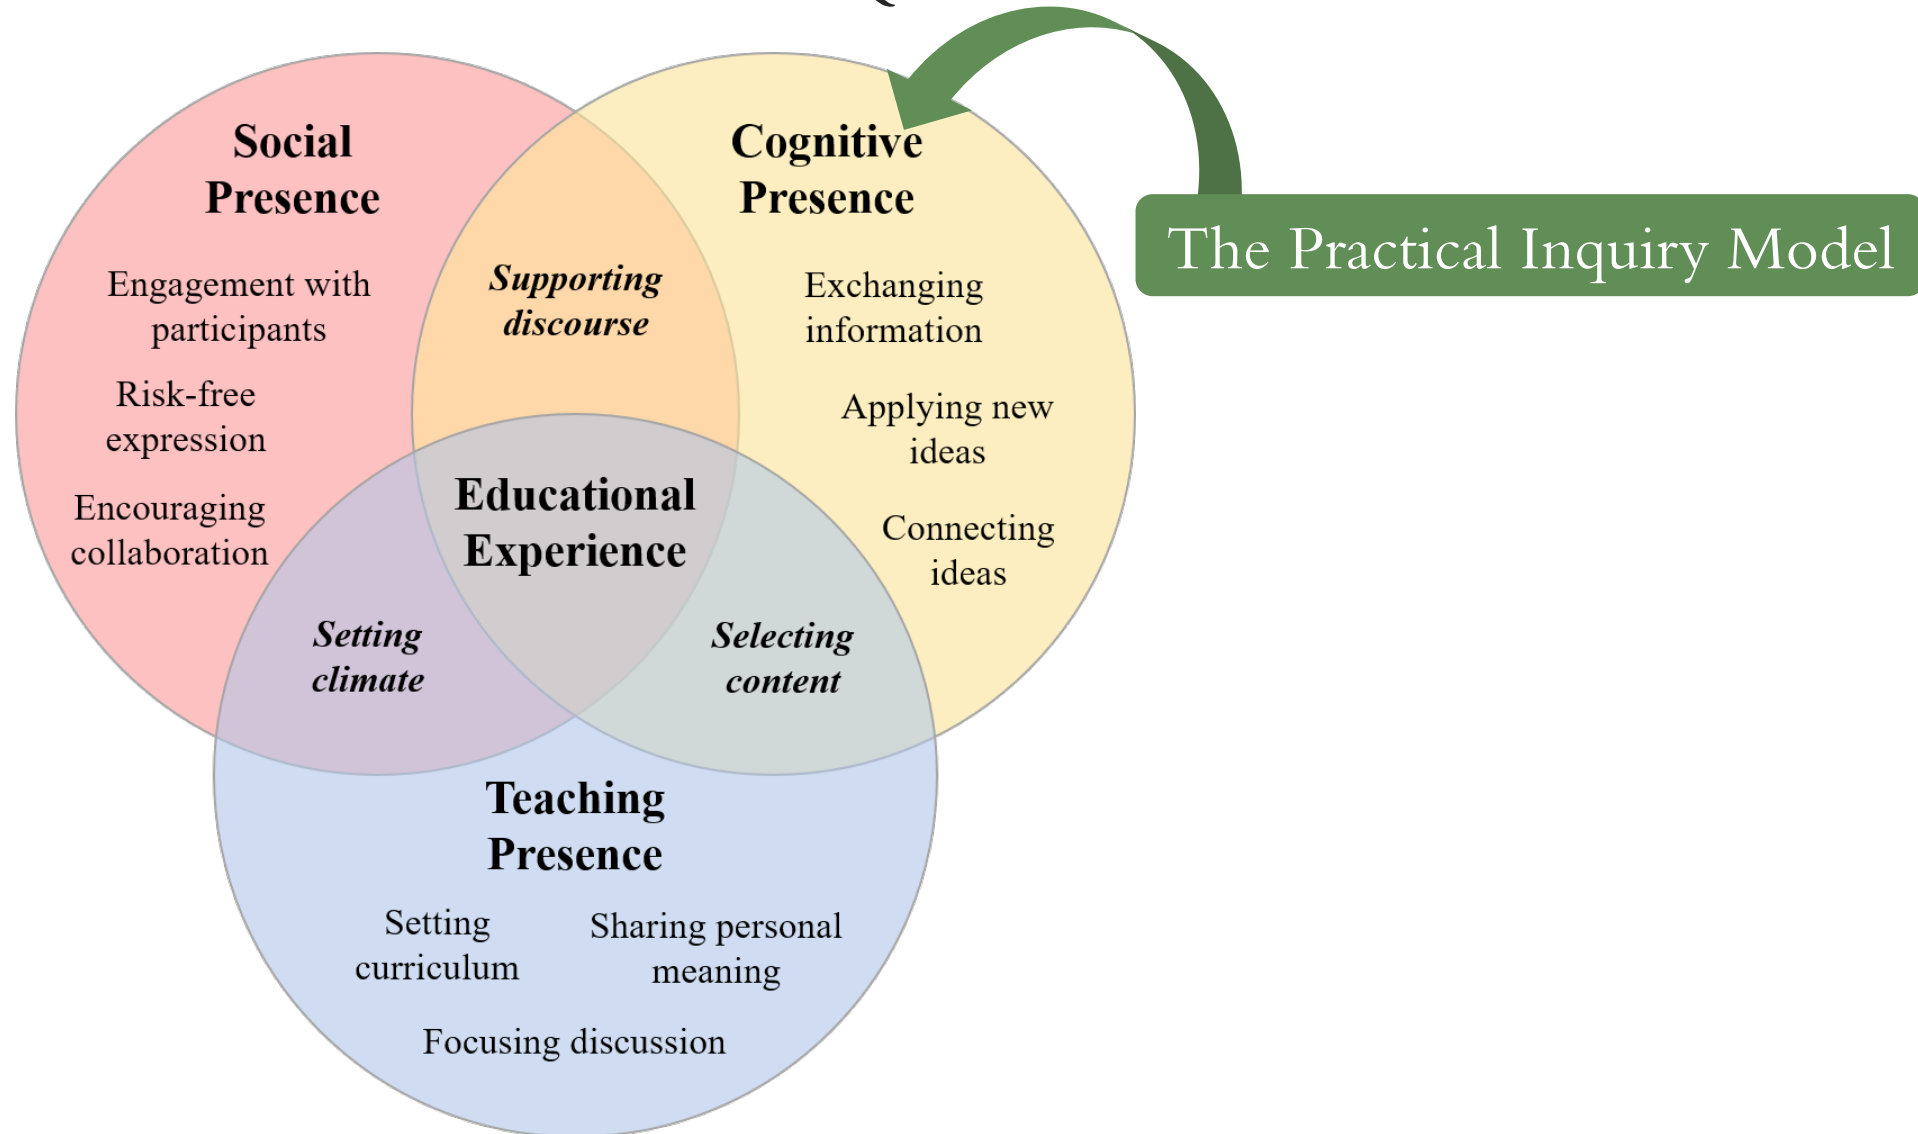 Social
Presence
Engagement with
participants
Risk-free
expression
Encouraging
collaboration
Supporting
discourse
Cognitive
Presence
Exchanging
information
Applying new
ideas
Connecting
ideas
The Practical Inquiry Model
Educational
Experience
Setting
climate
Selecting
content
Teaching
Presence
Setting
curriculum
Sharing personal
meaning
Focusing discussion